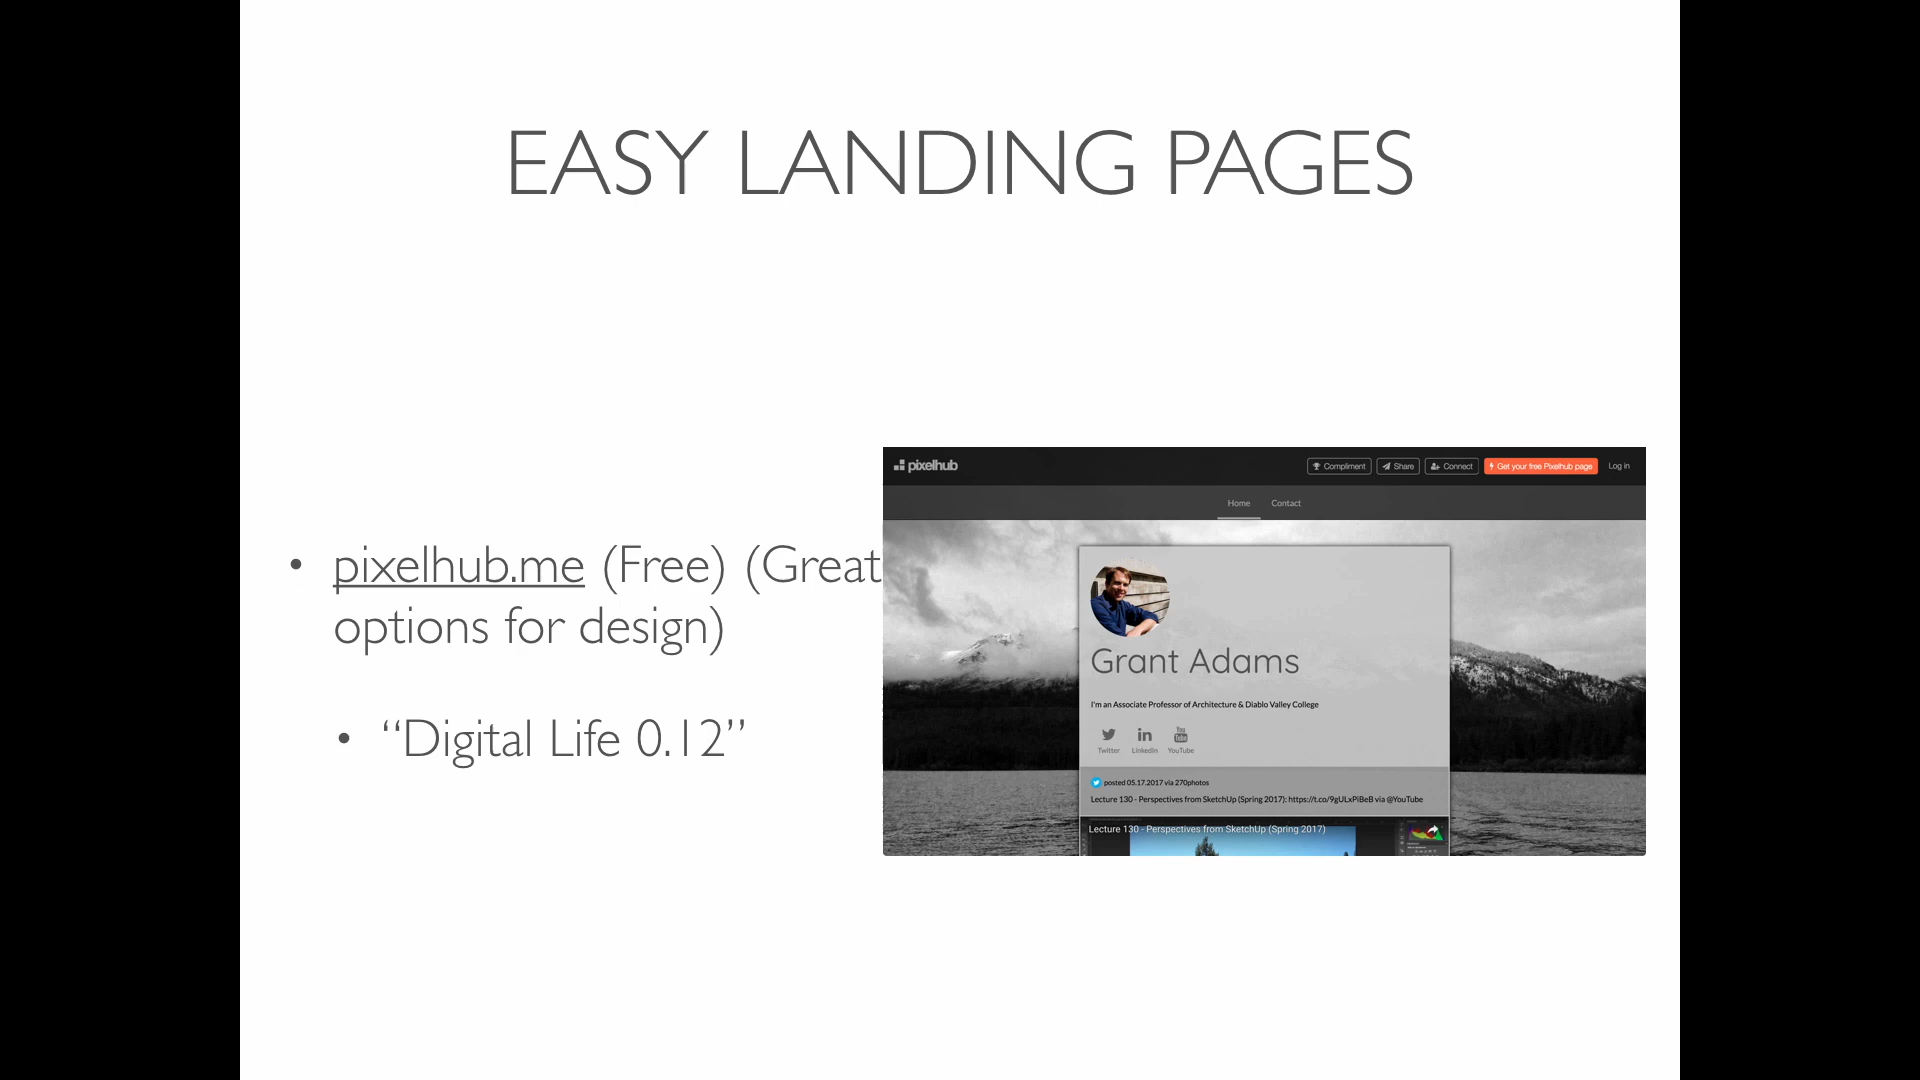 EASY LANDING PAGES
• pixelhub.me (Free) (Great
options for design)
• “Digital Life 0.12”
pixelhub
Compliment Share Connect Get your free Pixelhub page Log in
Home Contact
Grant Adams
I'm an Associate Professor of Architecture & Diablo Valley College
You
Tube
in
Twitter LinkedIn YouTube
posted 05.17.2017 via 270photos
Lecture 130 - Perspectives from SketchUp (Spring 2017): https://t.co/9gULxPiBeB via @YouTube
Lecture 130 - Perspectives from SketchUp (Spring 2017)